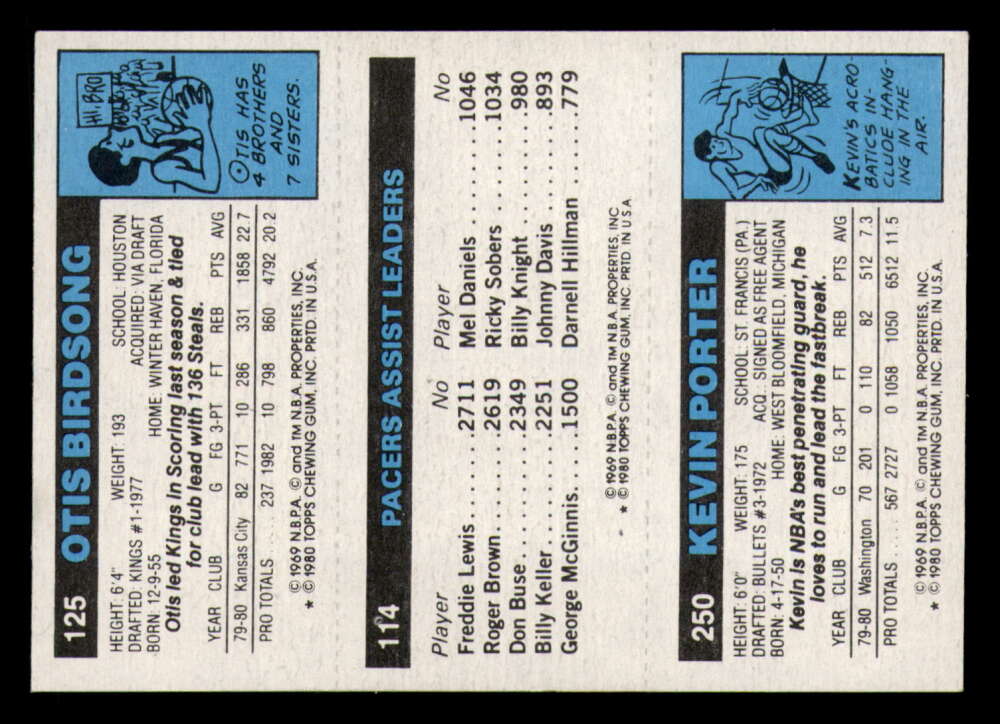 125 OTIS BIRDSONG
HEIGHT: 6'4" WEIGHT: 193 SCHOOL: HOUSTON
DRAFTED: KINGS #1-1977 ACQUIRED: VIA DRAFT
BORN: 12-9-55 HOME: WINTER HAVEN, FLORIDA
Otis led Kings in Scoring last season & tied
for club lead with 136 Steals.
YEAR CLUB G FG 3-PT FT REB PTS AVG
79-80 Kansas City 82 771 10 286 331 1858 22.7
PRO TOTALS .... 237 1982 10 798 860 4792 20.2
© 1969 N.B.P.A. © and TM N.B.A. PROPERTIES, INC.
* © 1980 TOPPS CHEWING GUM, INC. PRTD. IN U.S.A.
HI, BRO
OTIS HAS
4 BROTHERS
AND
7 SISTERS.
114 PACERS ASSIST LEADERS
Player No Player No
Freddie Lewis....2711 Mel Daniels.....1046
Roger Brown....2619 Ricky Sobers...1034
Don Buse......2349 Billy Knight......980
Billy Keller.......2251 Johnny Davis....893
George McGinnis..1500 Darnell Hillman..779
© 1969 N.B.P.A. © and TM N.B.A. PROPERTIES, INC
* © 1980 TOPPS CHEWING GUM, INC. PRTD IN U.S.A.
250 KEVIN PORTER
HEIGHT: 6'0" WEIGHT: 175 SCHOOL: ST. FRANCIS (PA.)
DRAFTED: BULLETS #3-1972 ACQ.: SIGNED AS FREE AGENT
BORN: 4-17-50 HOME: WEST BLOOMFIELD, MICHIGAN
Kevin is NBA's best penetrating guard, he
loves to run and lead the fastbreak.
YEAR CLUB G FG 3-PT FT REB PTS AVG
79-80 Washington 70 201 0 110 82 512 7.3
PRO TOTALS .... 567 2727 0 1058 1050 6512 11.5
© 1969 N.B.P.A. © and TM N.B.A. PROPERTIES, INC.
* © 1980 TOPPS CHEWING GUM, INC. PRTD. IN U.S.A.
KEVIN'S ACRO-
BATICS IN-
CLUDE HANG-
ING IN THE
AIR.